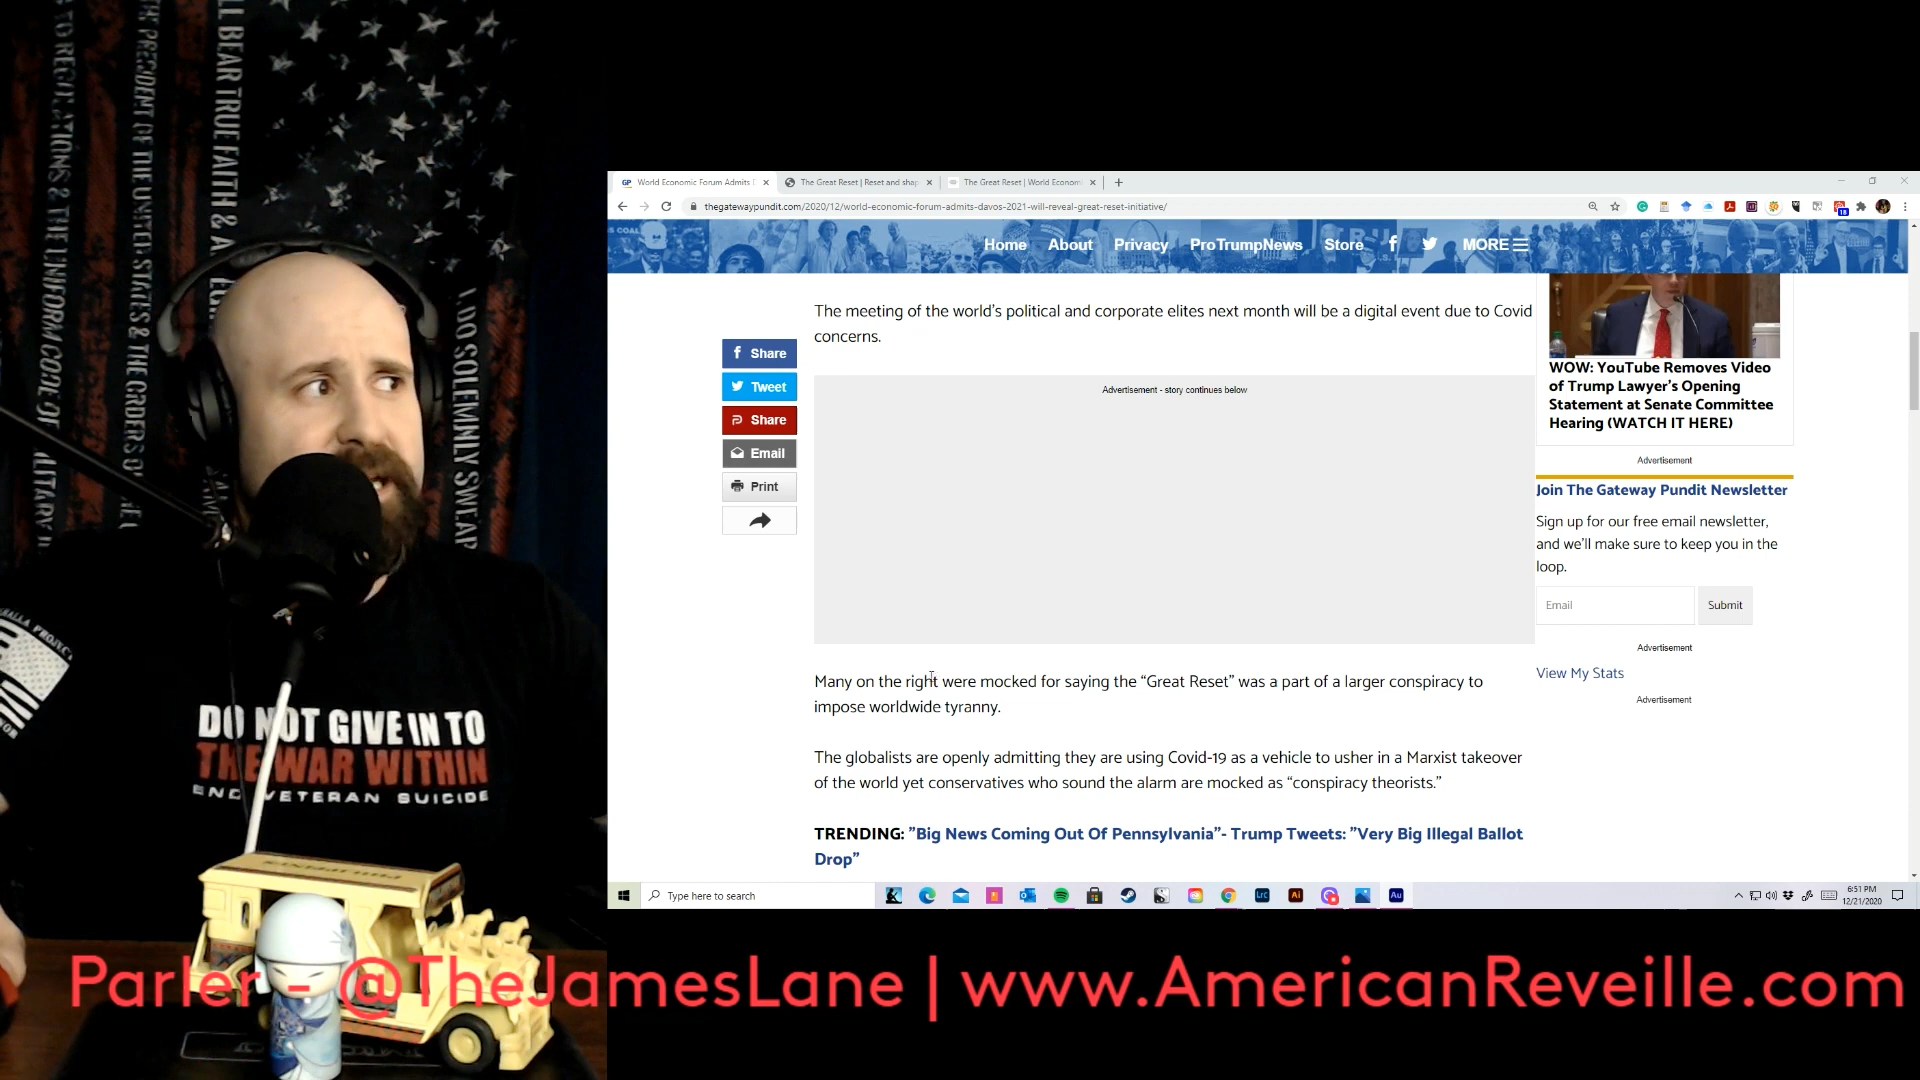 LL BEAR TRUE FAITH & A
I DO SOLEMNLY SWEAR
DO NOT GIVE IN TO
THE WAR WITHIN
END VETERAN SUICIDE
World Economic Forum Admits
The Great Reset | Reset and shap
The Great Reset | World Econom
thegatewaypundit.com/2020/12/world-economic-forum-admits-davos-2021-will-reveal-great-reset-initiative/
Home About Privacy ProTrumpNews Store MORE
The meeting of the world's political and corporate elites next month will be a digital event due to Covid
concerns.
Share
Tweet
Share
Email
Print
Advertisement - story continues below
Many on the right were mocked for saying the “Great Reset” was a part of a larger conspiracy to
impose worldwide tyranny.
The globalists are openly admitting they are using Covid-19 as a vehicle to usher in a Marxist takeover
of the world yet conservatives who sound the alarm are mocked as “conspiracy theorists.”
TRENDING: ”Big News Coming Out Of Pennsylvania”- Trump Tweets: ”Very Big Illegal Ballot
Drop”
WOW: YouTube Removes Video
of Trump Lawyer's Opening
Statement at Senate Committee
Hearing (WATCH IT HERE)
Advertisement
Join The Gateway Pundit Newsletter
Sign up for our free email newsletter,
and we'll make sure to keep you in the
loop.
Email Submit
Advertisement
View My Stats
Advertisement
Type here to search
6:51 PM
12/21/2020
Parler - @TheJamesLane | www.AmericanReveille.com